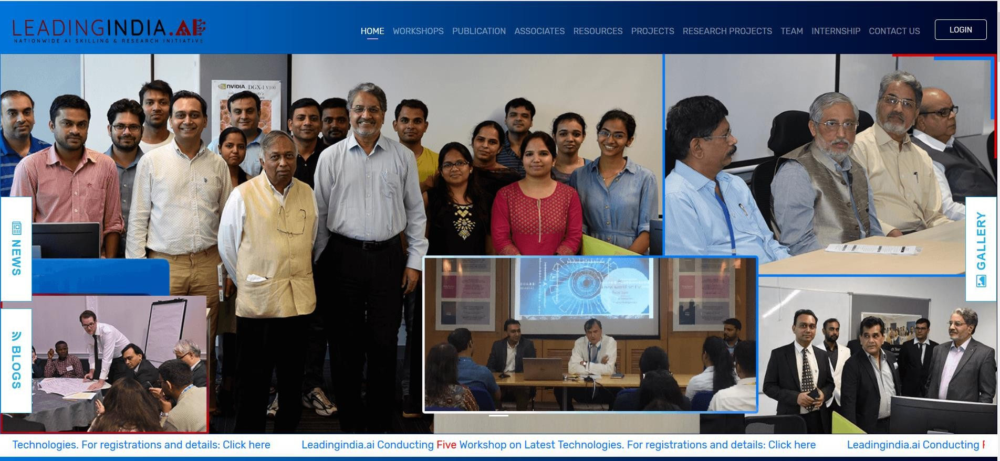 LEADINGINDIA.AI
NATIONWIDE AI SKILLING & RESEARCH INITIATIVE
HOME WORKSHOPS PUBLICATION ASSOCIATES RESOURCES PROJECTS RESEARCH PROJECTS TEAM INTERNSHIP CONTACT US LOGIN
NVIDIA DGX-1 V100
NEWS
GALLERY
BLOGS
Technologies. For registrations and details: Click here Leadingindia.ai Conducting Five Workshop on Latest Technologies. For registrations and details: Click here Leadingindia.ai Conducting